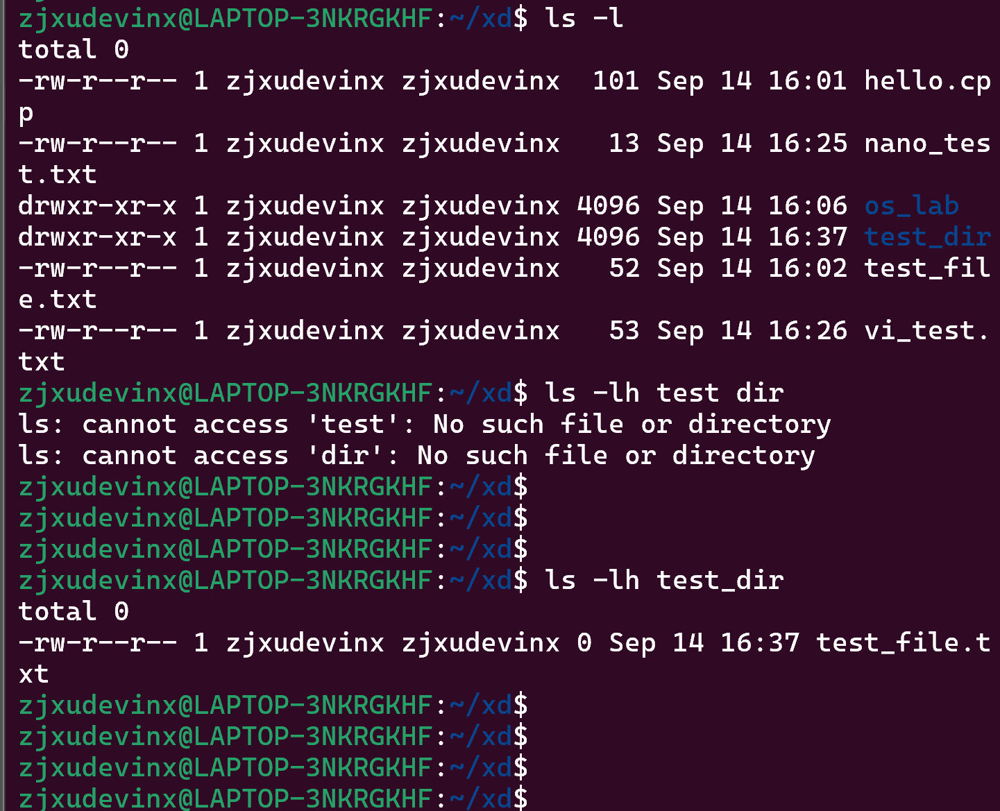 zjxudevinx@LAPTOP-3NKRGKHF:~/xd$ ls -l
total 0
-rw-r--r-- 1 zjxudevinx zjxudevinx  101 Sep 14 16:01 hello.cp
p
-rw-r--r-- 1 zjxudevinx zjxudevinx   13 Sep 14 16:25 nano_tes
t.txt
drwxr-xr-x 1 zjxudevinx zjxudevinx 4096 Sep 14 16:06 os_lab
drwxr-xr-x 1 zjxudevinx zjxudevinx 4096 Sep 14 16:37 test_dir
-rw-r--r-- 1 zjxudevinx zjxudevinx   52 Sep 14 16:02 test_fil
e.txt
-rw-r--r-- 1 zjxudevinx zjxudevinx   53 Sep 14 16:26 vi_test.
txt
zjxudevinx@LAPTOP-3NKRGKHF:~/xd$ ls -lh test dir
ls: cannot access 'test': No such file or directory
ls: cannot access 'dir': No such file or directory
zjxudevinx@LAPTOP-3NKRGKHF:~/xd$
zjxudevinx@LAPTOP-3NKRGKHF:~/xd$
zjxudevinx@LAPTOP-3NKRGKHF:~/xd$
zjxudevinx@LAPTOP-3NKRGKHF:~/xd$ ls -lh test_dir
total 0
-rw-r--r-- 1 zjxudevinx zjxudevinx 0 Sep 14 16:37 test_file.t
xt
zjxudevinx@LAPTOP-3NKRGKHF:~/xd$
zjxudevinx@LAPTOP-3NKRGKHF:~/xd$
zjxudevinx@LAPTOP-3NKRGKHF:~/xd$
zjxudevinx@LAPTOP-3NKRGKHF:~/xd$